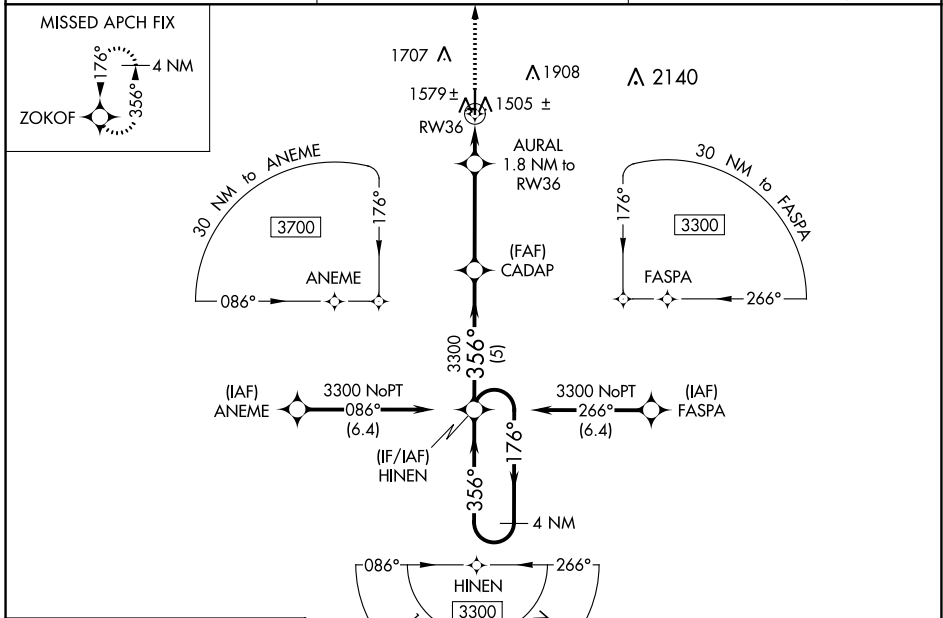 MISSED APCH FIX
176°
4 NM
356°
ZOKOF
1707
1908
2140
1579 ±
1505 ±
RW36
AURAL
1.8 NM to
RW36
30 NM to ANEME
3700
176°
ANEME
086°
(FAF)
CADAP
30 NM to FASPA
3300
176°
FASPA
266°
3300
356°
(5)
(IAF)
ANEME
3300 NoPT
086°
(6.4)
3300 NoPT
266°
(6.4)
(IAF)
FASPA
(IF/IAF)
HINEN
356°
176°
4 NM
086°
266°
HINEN
3300